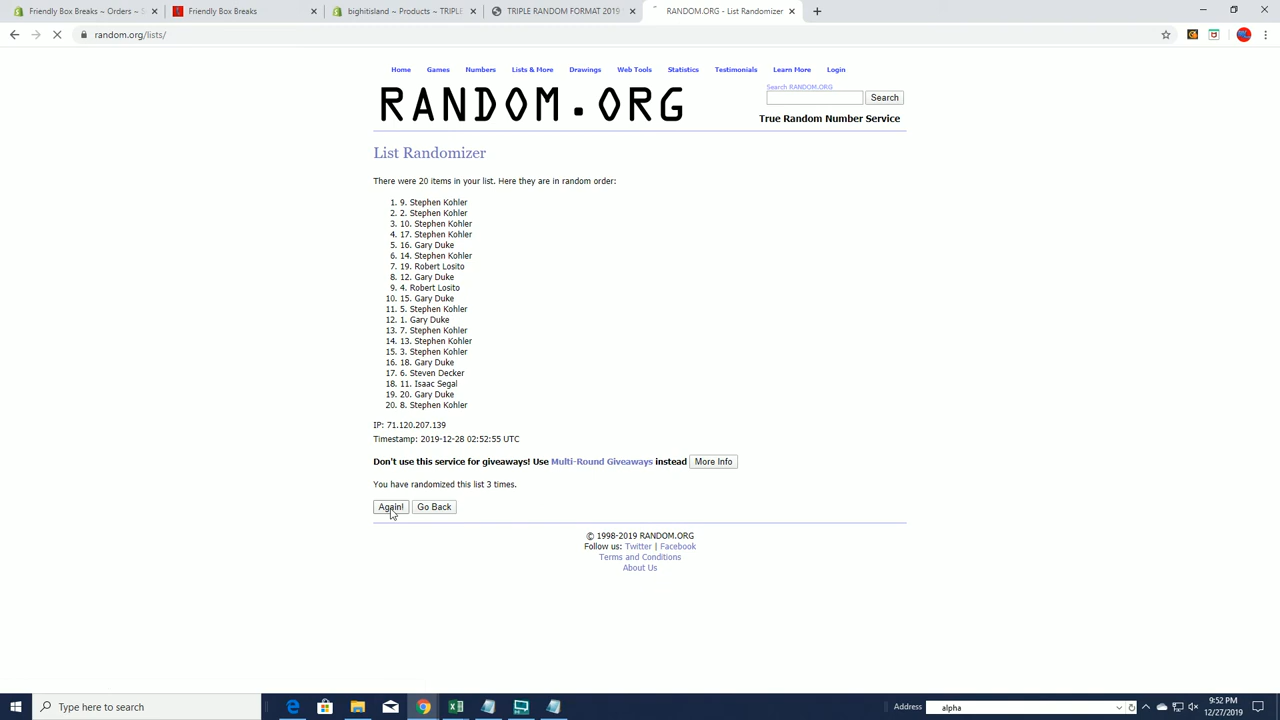 Friendly Box Breaks ~ Orders ~ S
Friendly Box Breaks
bigitisland ~ Products ~ TRIPLE
TRIPLE RANDOM FORMAT 2019
RANDOM.ORG - List Randomizer
random.org/lists/
Home Games Numbers Lists & More Drawings Web Tools Statistics Testimonials Learn More Login
RANDOM.ORG
Search RANDOM.ORG
Search
True Random Number Service
List Randomizer
There were 20 items in your list. Here they are in random order:
1. 9. Stephen Kohler
2. 2. Stephen Kohler
3. 10. Stephen Kohler
4. 17. Stephen Kohler
5. 16. Gary Duke
6. 14. Stephen Kohler
7. 19. Robert Losito
8. 12. Gary Duke
9. 4. Robert Losito
10. 15. Gary Duke
11. 5. Stephen Kohler
12. 1. Gary Duke
13. 7. Stephen Kohler
14. 13. Stephen Kohler
15. 3. Stephen Kohler
16. 18. Gary Duke
17. 6. Steven Decker
18. 11. Isaac Segal
19. 20. Gary Duke
20. 8. Stephen Kohler
IP: 71.120.207.139
Timestamp: 2019-12-28 02:52:55 UTC
Don't use this service for giveaways! Use Multi-Round Giveaways instead More Info
You have randomized this list 3 times.
Again! Go Back
© 1998-2019 RANDOM.ORG
Follow us: Twitter | Facebook
Terms and Conditions
About Us
Type here to search
Address alpha
9:52 PM
12/27/2019